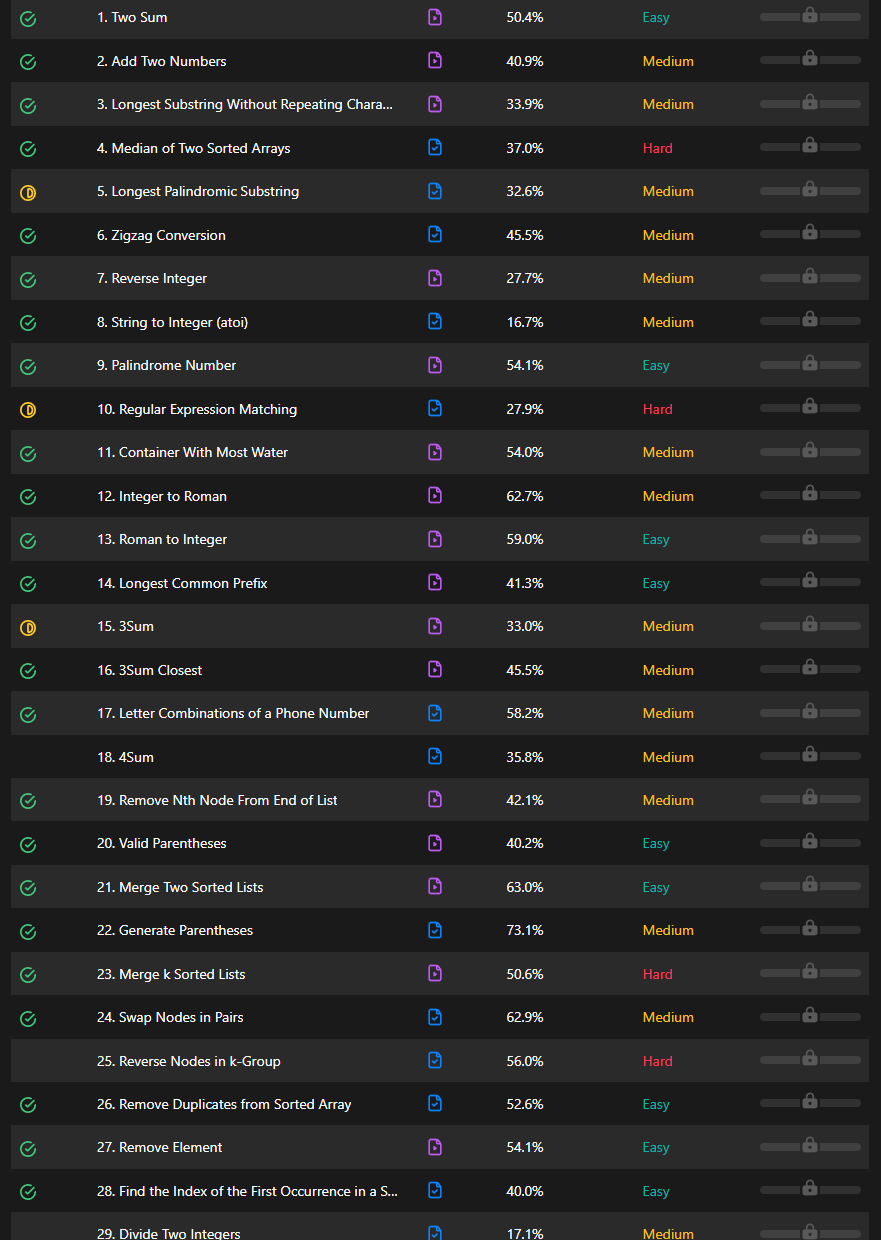 1. Two Sum 50.4% Easy
2. Add Two Numbers 40.9% Medium
3. Longest Substring Without Repeating Chara... 33.9% Medium
4. Median of Two Sorted Arrays 37.0% Hard
5. Longest Palindromic Substring 32.6% Medium
6. Zigzag Conversion 45.5% Medium
7. Reverse Integer 27.7% Medium
8. String to Integer (atoi) 16.7% Medium
9. Palindrome Number 54.1% Easy
10. Regular Expression Matching 27.9% Hard
11. Container With Most Water 54.0% Medium
12. Integer to Roman 62.7% Medium
13. Roman to Integer 59.0% Easy
14. Longest Common Prefix 41.3% Easy
15. 3Sum 33.0% Medium
16. 3Sum Closest 45.5% Medium
17. Letter Combinations of a Phone Number 58.2% Medium
18. 4Sum 35.8% Medium
19. Remove Nth Node From End of List 42.1% Medium
20. Valid Parentheses 40.2% Easy
21. Merge Two Sorted Lists 63.0% Easy
22. Generate Parentheses 73.1% Medium
23. Merge k Sorted Lists 50.6% Hard
24. Swap Nodes in Pairs 62.9% Medium
25. Reverse Nodes in k-Group 56.0% Hard
26. Remove Duplicates from Sorted Array 52.6% Easy
27. Remove Element 54.1% Easy
28. Find the Index of the First Occurrence in a S... 40.0% Easy
29. Divide Two Integers 17.1% Medium